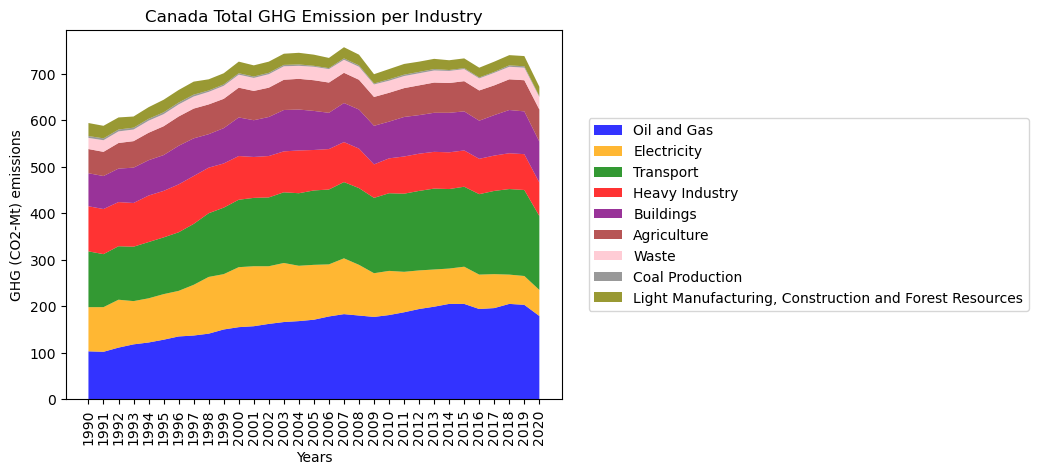 Canada Total GHG Emission per Industry
GHG (CO2-Mt) emissions
700
600
500
400
300
200
100
0
1990 1991 1992 1993 1994 1995 1996 1997 1998 1999 2000 2001 2002 2003 2004 2005 2006 2007 2008 2009 2010 2011 2012 2013 2014 2015 2016 2017 2018 2019 2020
Years
Oil and Gas
Electricity
Transport
Heavy Industry
Buildings
Agriculture
Waste
Coal Production
Light Manufacturing, Construction and Forest Resources